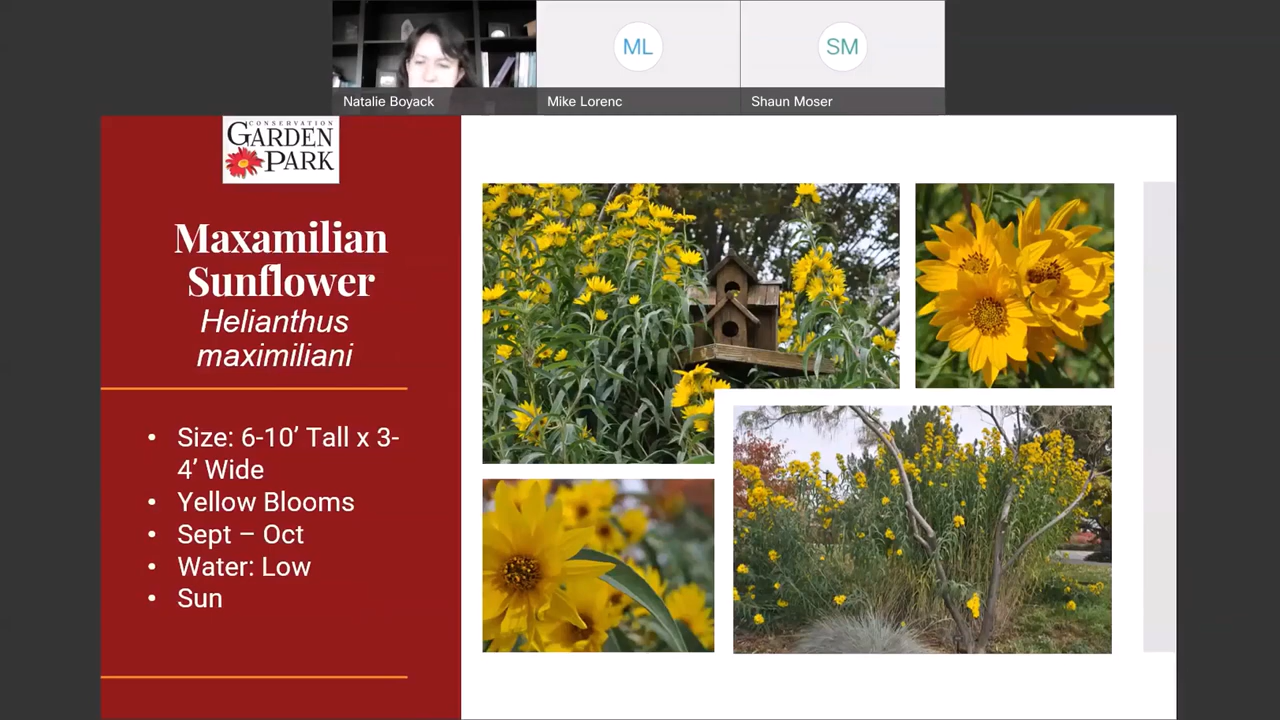 ML
SM
Natalie Boyack
Mike Lorenc
Shaun Moser
CONSERVATION
GARDEN
PARK
Maxamilian
Sunflower
Helianthus
maximiliani
• Size: 6-10’ Tall x 3-
4’ Wide
• Yellow Blooms
• Sept – Oct
• Water: Low
• Sun